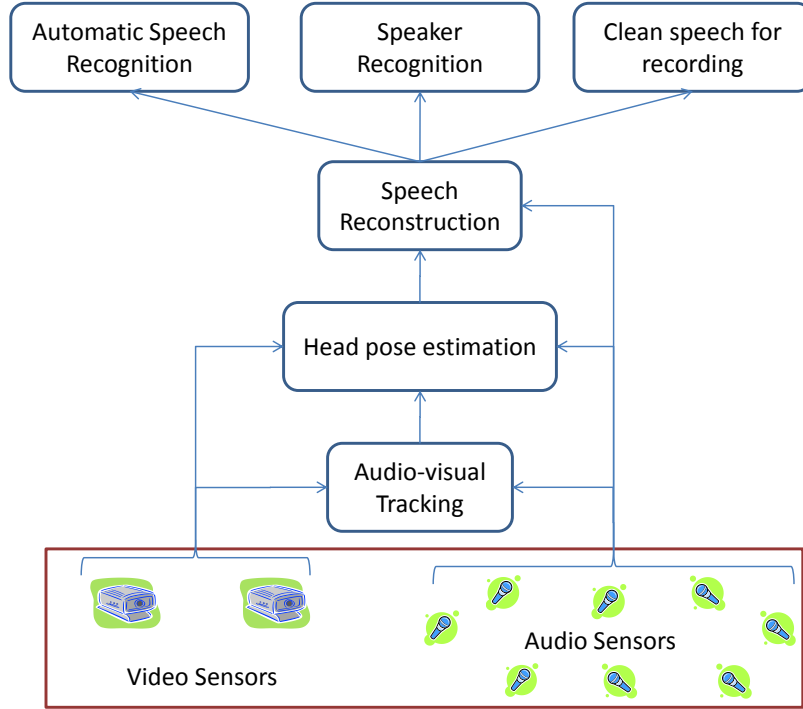 Automatic Speech
Recognition
Speaker
Recognition
Clean speech for
recording
Speech
Reconstruction
Head pose estimation
Audio-visual
Tracking
Video Sensors
Audio Sensors